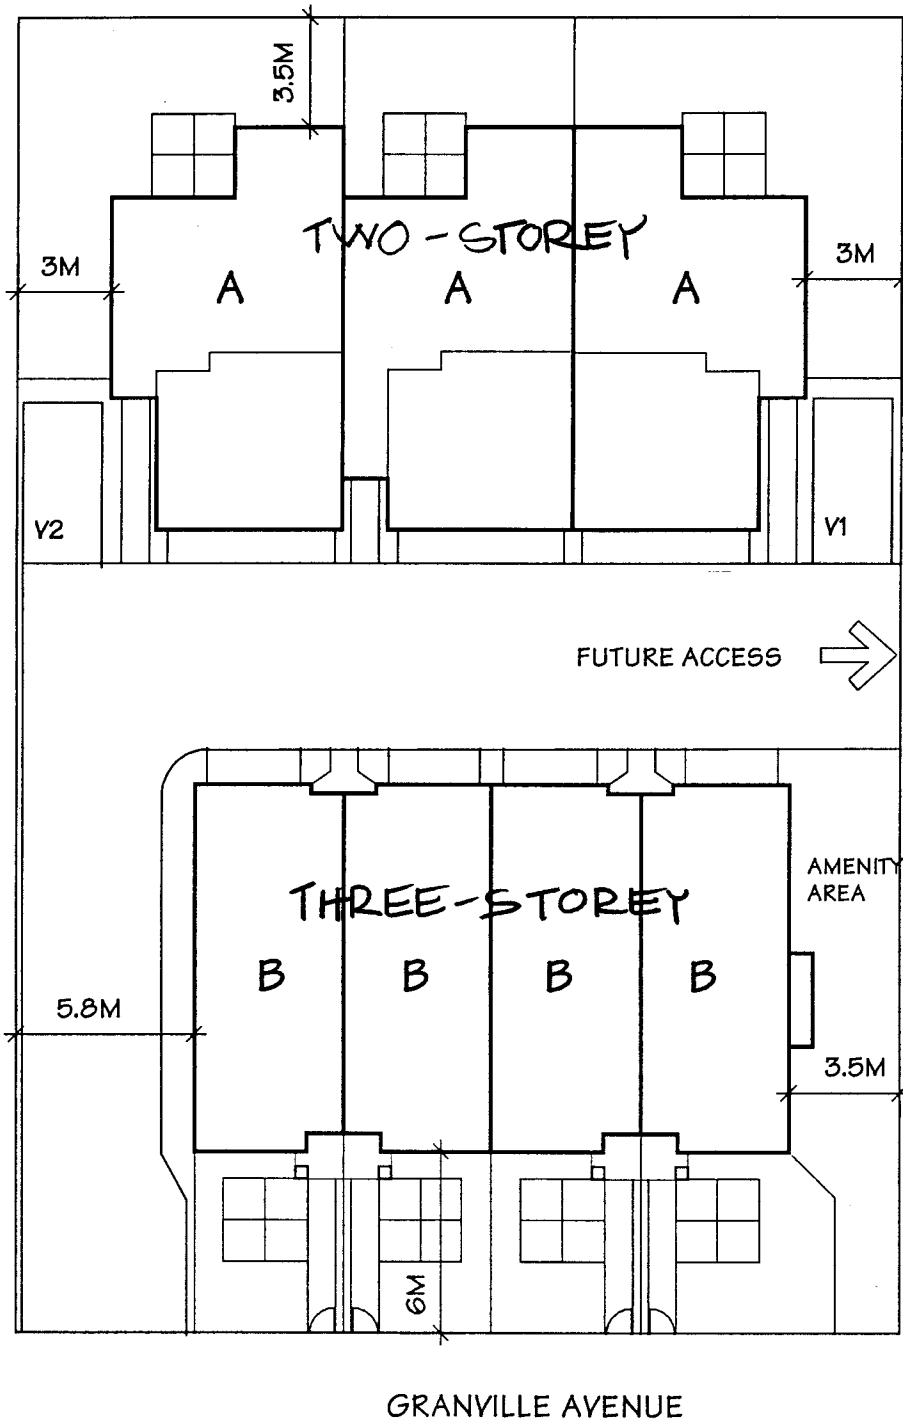 3.5M
TWO-STOREY
3M
3M
A
A
A
V2
V1
FUTURE ACCESS
AMENITY
AREA
THREE-STOREY
B
B
B
B
5.8M
3.5M
6M
GRANVILLE AVENUE